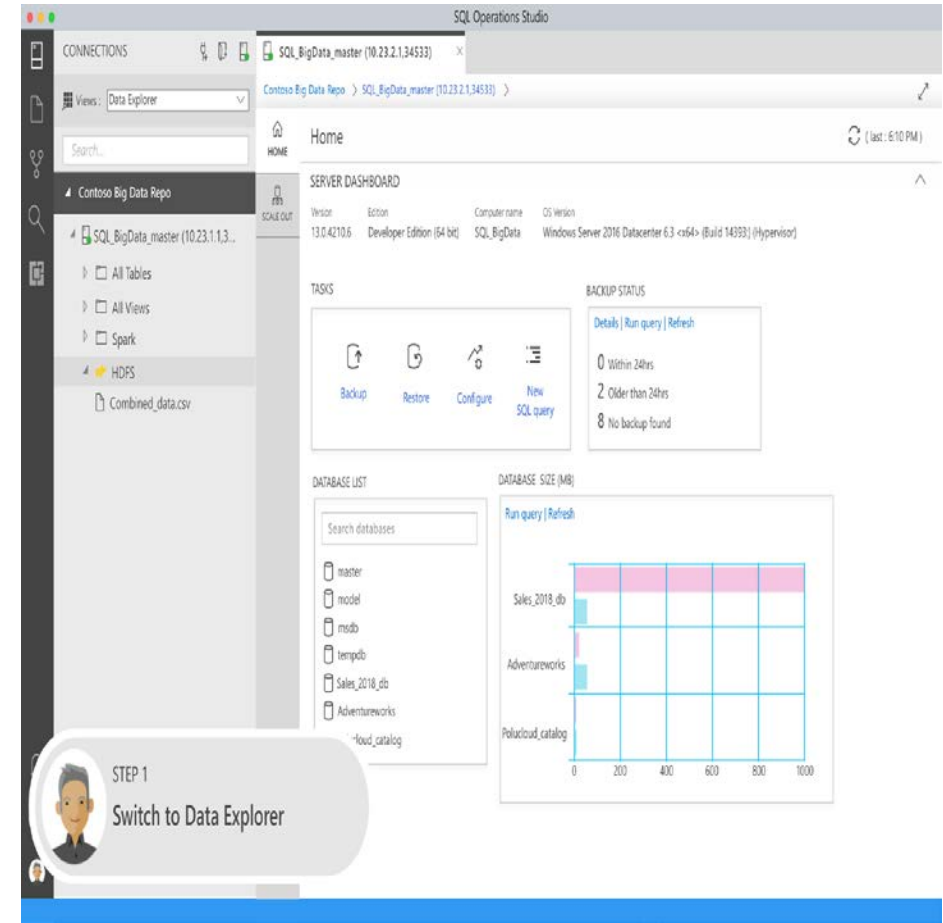 SQL Operations Studio
CONNECTIONS
SQL_BigData_master (10.23.2.1,34533)
Views: Data Explorer
Search...
Contoso Big Data Repo
SQL_BigData_master (10.23.1.1,3...
All Tables
All Views
Spark
HDFS
Combined_data.csv
Contoso Big Data Repo > SQL_BigData_master (10.23.2.1,34533) >
HOME
SCALE OUT
Home
( last : 6:10 PM )
SERVER DASHBOARD
Version Edition Computer name OS Version
13.0.4210.6 Developer Edition (64 bit) SQL_BigData Windows Server 2016 Datacenter 6.3 <x64> (Build 14393:) (Hypervisor)
TASKS
Backup
Restore
Configure
New
SQL query
BACKUP STATUS
Details | Run query | Refresh
0 Within 24hrs
2 Older than 24hrs
8 No backup found
DATABASE LIST
Search databases
master
model
msdb
tempdb
Sales_2018_db
Adventureworks
DATABASE SIZE (MB)
Run query | Refresh
Sales_2018_db
Adventureworks
Polucloud_catalog
0 200 400 600 800 1000
STEP 1
Switch to Data Explorer